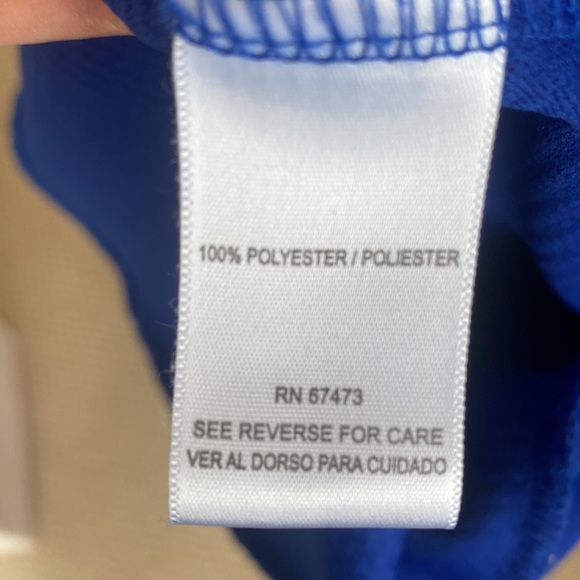 100% POLYESTER / POLIESTER
RN 67473
SEE REVERSE FOR CARE
VER AL DORSO PARA CUIDADO